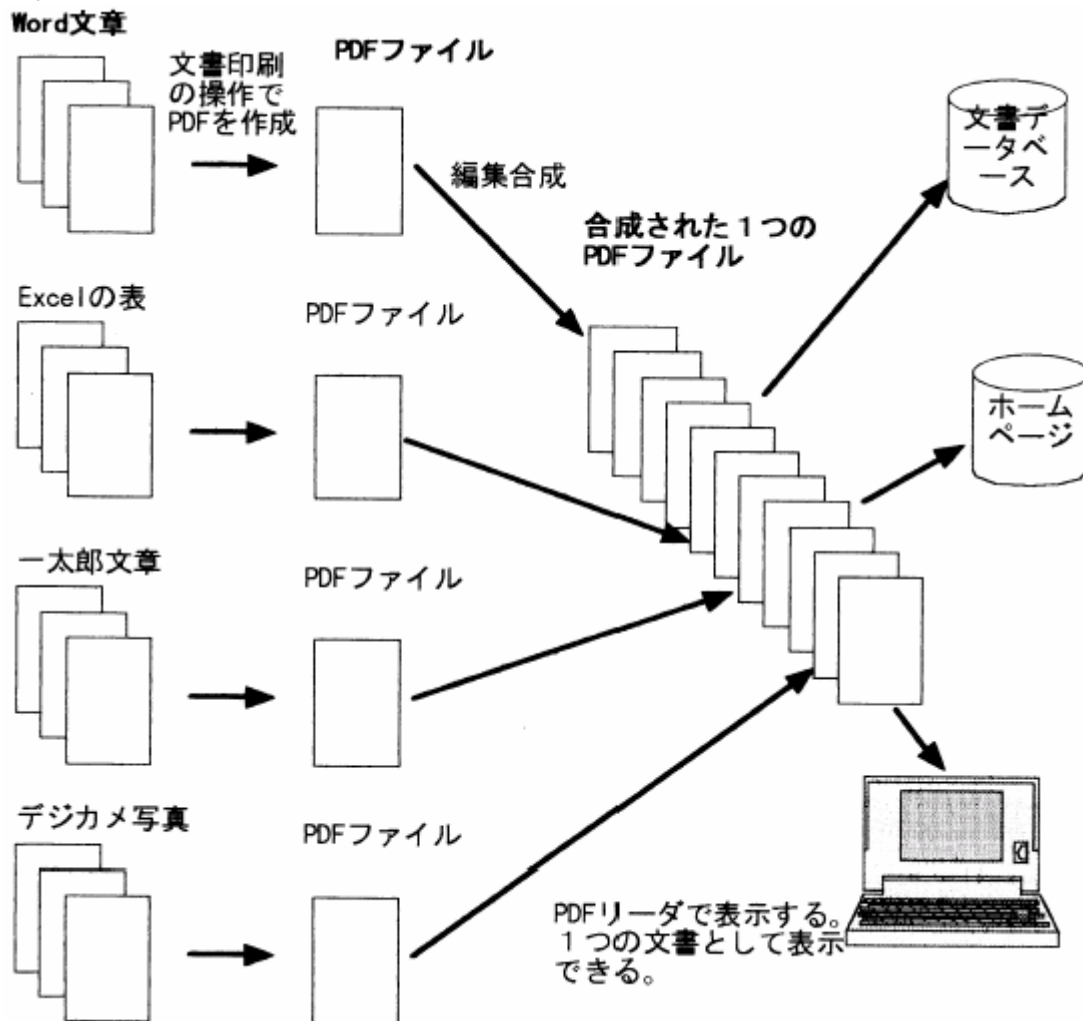 Word文章
文書印刷
の操作で
PDFを作成
PDFファイル
編集合成
合成された1つの
PDFファイル
文書デ
ータベ
ース
Excelの表
PDFファイル
ホーム
ページ
一太郎文章
PDFファイル
デジカメ写真
PDFファイル
PDFリーダで表示する。
1つの文書として表示
できる。